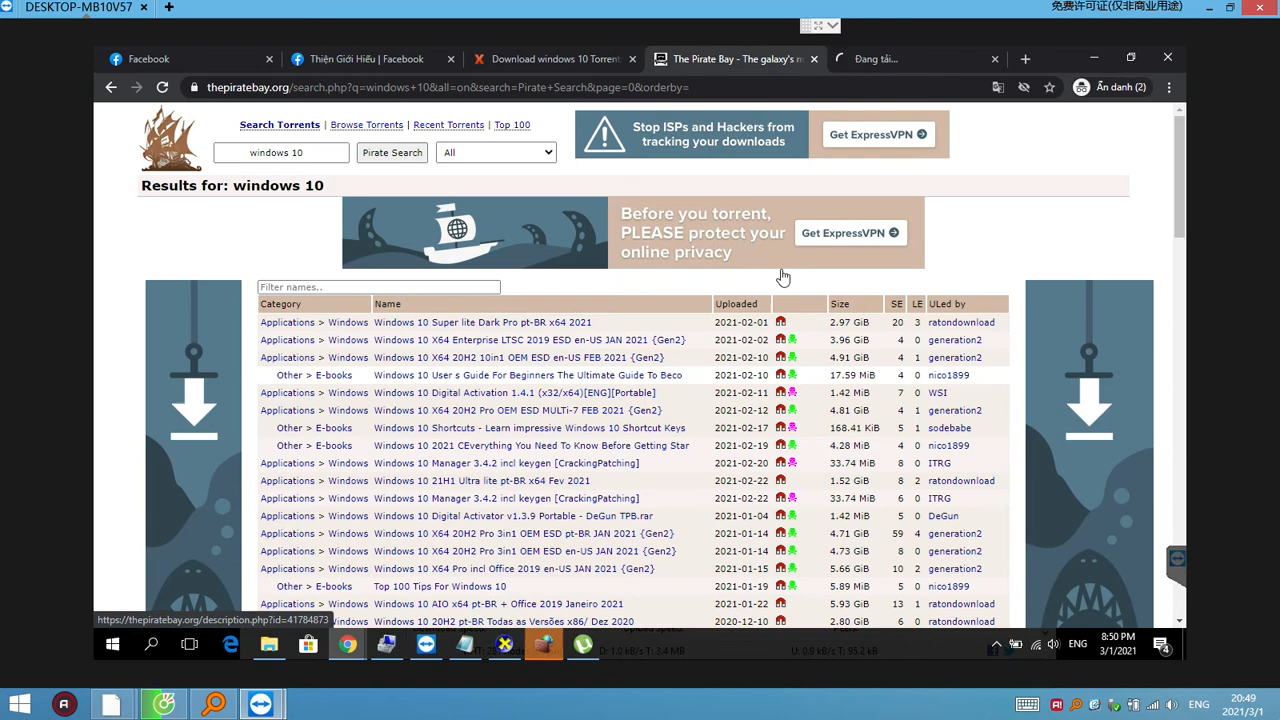 DESKTOP-MB10V57
免费许可证(仅非商业用途)
Facebook
Thiện Giới Hiếu | Facebook
Download windows 10 Torrent
The Pirate Bay - The galaxy's m
Đang tải...
thepiratebay.org/search.php?q=windows+10&all=on&search=Pirate+Search&page=0&orderby=
Ẩn danh (2)
Search Torrents | Browse Torrents | Recent Torrents | Top 100
windows 10
Pirate Search
All
Stop ISPs and Hackers from
tracking your downloads
Get ExpressVPN
Results for: windows 10
Before you torrent,
PLEASE protect your
online privacy
Get ExpressVPN
Filter names..
Category Name Uploaded Size SE LE ULed by
Applications > Windows Windows 10 Super lite Dark Pro pt-BR x64 2021 2021-02-01 2.97 GiB 20 3 ratondownload
Applications > Windows Windows 10 X64 Enterprise LTSC 2019 ESD en-US JAN 2021 {Gen2} 2021-02-02 3.96 GiB 4 0 generation2
Applications > Windows Windows 10 X64 20H2 10in1 OEM ESD en-US FEB 2021 {Gen2} 2021-02-10 4.91 GiB 4 1 generation2
Other > E-books Windows 10 User s Guide For Beginners The Ultimate Guide To Beco 2021-02-10 17.59 MiB 4 0 nico1899
Applications > Windows Windows 10 Digital Activation 1.4.1 (x32/x64)[ENG][Portable] 2021-02-11 1.42 MiB 7 0 WSI
Applications > Windows Windows 10 X64 20H2 Pro OEM ESD MULTi-7 FEB 2021 {Gen2} 2021-02-12 4.81 GiB 4 1 generation2
Other > E-books Windows 10 Shortcuts - Learn impressive Windows 10 Shortcut Keys 2021-02-17 168.41 KiB 5 1 sodebabe
Other > E-books Windows 10 2021 CEverything You Need To Know Before Getting Star 2021-02-19 4.28 MiB 4 0 nico1899
Applications > Windows Windows 10 Manager 3.4.2 incl keygen [CrackingPatching] 2021-02-20 33.74 MiB 8 0 ITRG
Applications > Windows Windows 10 21H1 Ultra lite pt-BR x64 Fev 2021 2021-02-22 1.52 GiB 8 2 ratondownload
Applications > Windows Windows 10 Manager 3.4.2 incl keygen [CrackingPatching] 2021-02-22 33.74 MiB 6 0 ITRG
Applications > Windows Windows 10 Digital Activator v1.3.9 Portable - DeGun TPB.rar 2021-01-04 1.42 MiB 5 0 DeGun
Applications > Windows Windows 10 X64 20H2 Pro 3in1 OEM ESD pt-BR JAN 2021 {Gen2} 2021-01-14 4.71 GiB 59 4 generation2
Applications > Windows Windows 10 X64 20H2 Pro 3in1 OEM ESD en-US JAN 2021 {Gen2} 2021-01-14 4.73 GiB 6 0 generation2
Applications > Windows Windows 10 X64 Pro incl Office 2019 en-US JAN 2021 {Gen2} 2021-01-15 5.66 GiB 10 2 generation2
Other > E-books Top 100 Tips For Windows 10 2021-01-19 5.89 MiB 5 0 nico1899
Applications > Windows Windows 10 AIO x64 pt-BR + Office 2019 Janeiro 2021 2021-01-22 5.93 GiB 13 1 ratondownload
Windows Windows 10 20H2 pt-BR Todas as Versões x86/ Dez 2020 2020-12-10 2.80 GiB 6 0 ratondownload
https://thepiratebay.org/description.php?id=41784873
D: 1.0 kB/s T: 3.4 MB
U: 0.9 kB/s T: 95.2 kB
ENG
8:50 PM
3/1/2021
4
ENG
20:49
2021/3/1